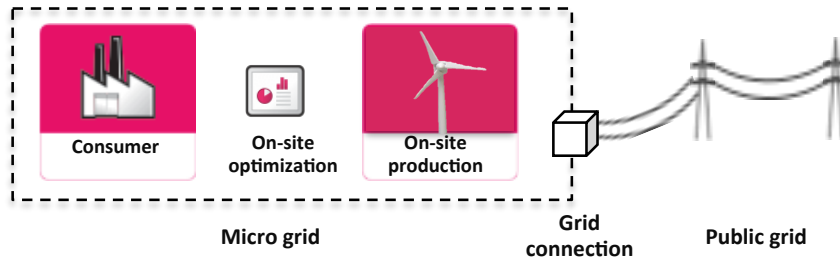 Consumer
On-site
optimization
On-site
production
Micro grid
Grid
connection
Public grid